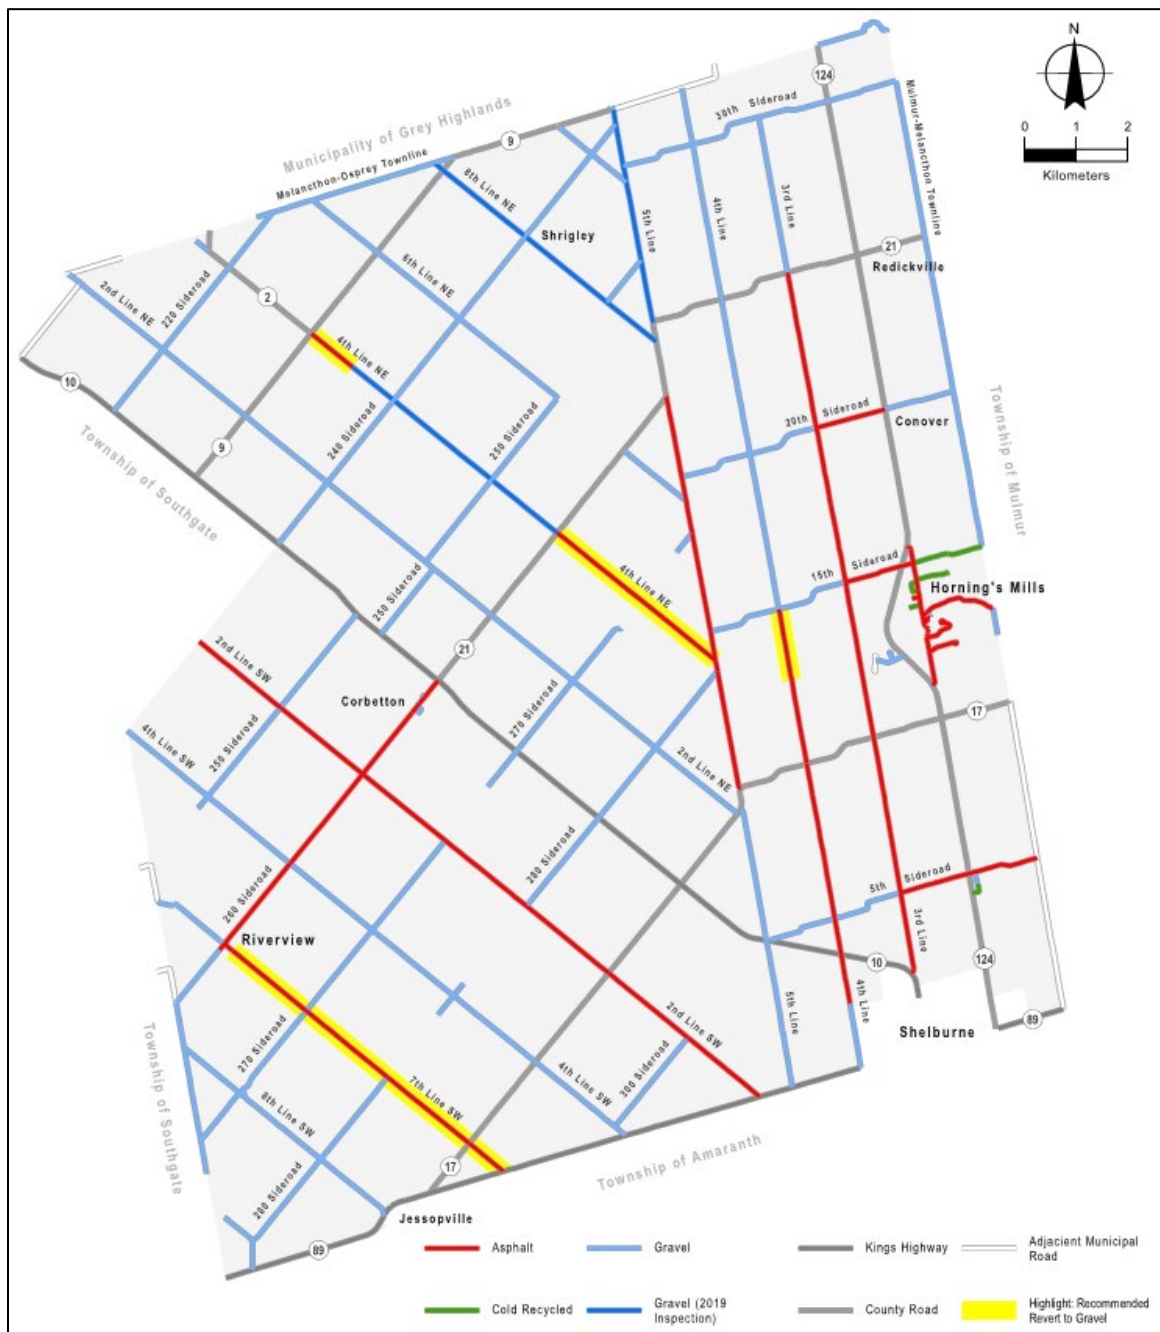 N
124
30th Sideroad
Mulmur-Melancthon Townline
0 1 2
Kilometers
Municipality of Grey Highlands
9
Melancthon-Osprey Townline
8th Line NE
Shrigley
5th Line
4th Line
3rd Line
21
Redickville
6th Line NE
220 Sideroad
2nd Line NE
2
4th Line NE
10
9
240 Sideroad
250 Sideroad
20th Sideroad
Conover
Township of Mulmur
Township of Southgate
4th Line NE
15th Sideroad
Horning's Mills
250 Sideroad
2nd Line SW
21
Corbetton
270 Sideroad
2nd Line NE
17
250 Sideroad
4th Line SW
280 Sideroad
260 Sideroad
5th Sideroad
Riverview
3rd Line
10
124
4th Line
5th Line
Shelburne
89
2nd Line SW
300 Sideroad
4th Line SW
270 Sideroad
7th Line SW
8th Line SW
Township of Southgate
280 Sideroad
17
Township of Amaranth
Jessopville
89
Asphalt
Gravel
Kings Highway
Adjacient Municipal
Road
Cold Recycled
Gravel (2019
Inspection)
County Road
Highlight: Recommended
Revert to Gravel